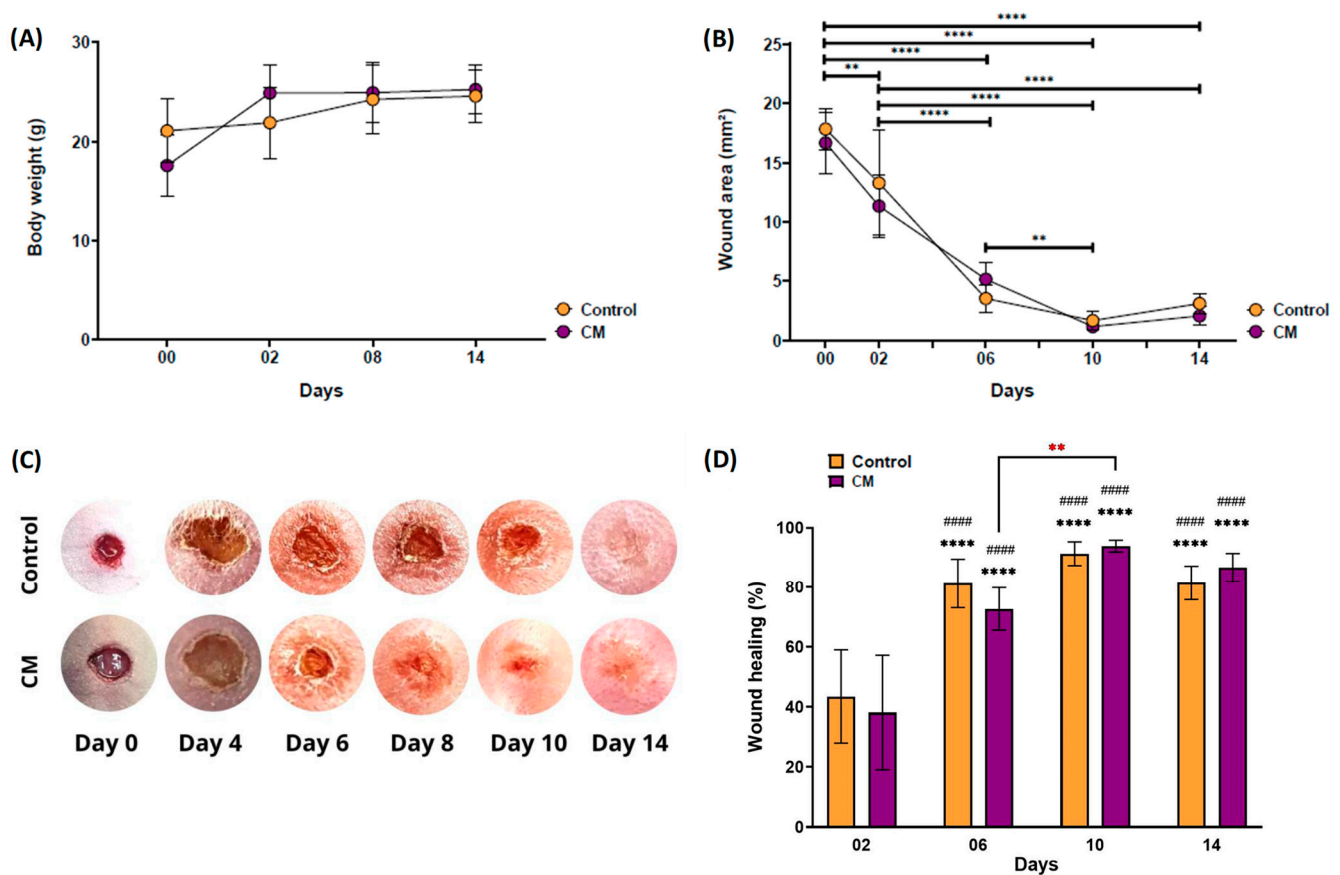 (A)
30
20
10
0
Body weight (g)
00 02 08 14
Days
Control
CM
(B)
25
20
15
10
5
0
Wound area (mm²)
****
****
****
**
****
****
****
**
00 02 06 10 14
Days
Control
CM
(C)
Control
CM
Day 0 Day 4 Day 6 Day 8 Day 10 Day 14
(D)
Control
CM
**
#### #### #### #### #### ####
**** **** **** **** **** ****
100
80
60
40
20
0
Wound healing (%)
02 06 10 14
Days